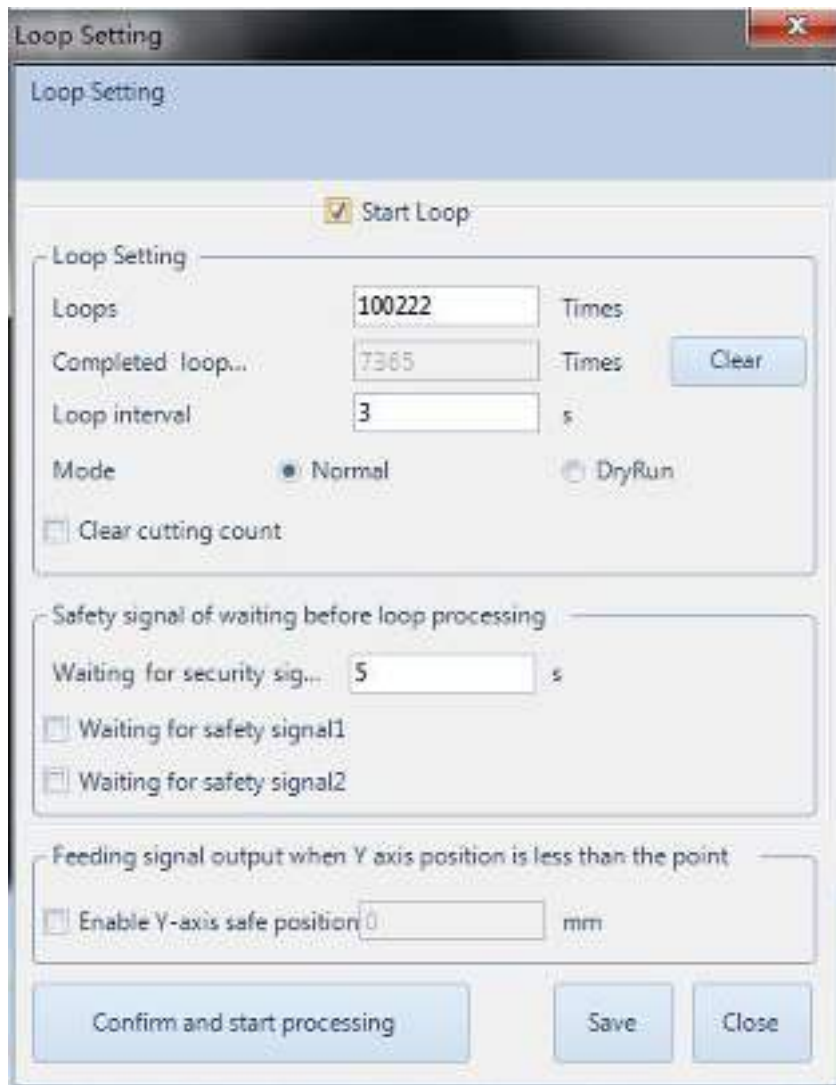 Loop Setting
Loop Setting
Start Loop
Loop Setting
Loops 100222 Times
Completed loop... 7365 Times Clear
Loop interval 3 s
Mode Normal DryRun
Clear cutting count
Safety signal of waiting before loop processing
Waiting for security sig... 5 s
Waiting for safety signal1
Waiting for safety signal2
Feeding signal output when Y axis position is less than the point
Enable Y-axis safe position 0 mm
Confirm and start processing Save Close